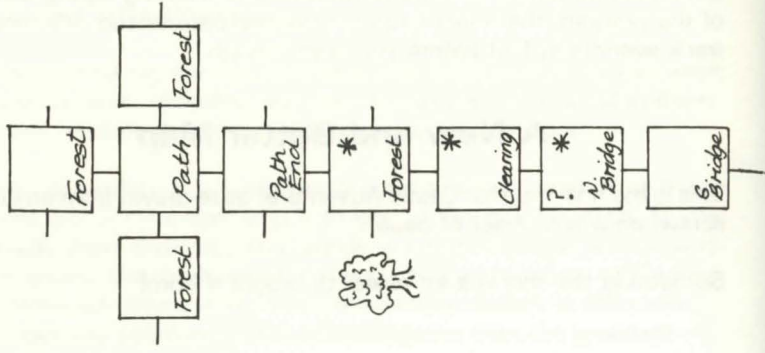 Forest
Forest Path Forest
Path
End
*
Forest
*
Clearing
? *
N. Bridge
Bridge